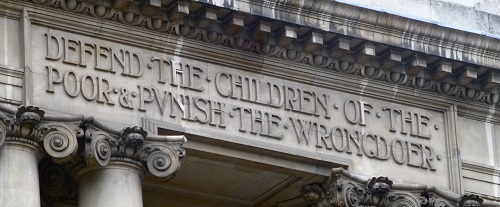 DEFEND·THE·CHILDREN·OF·THE·
POOR·&·PVNISH·THE·WRONGDOER·